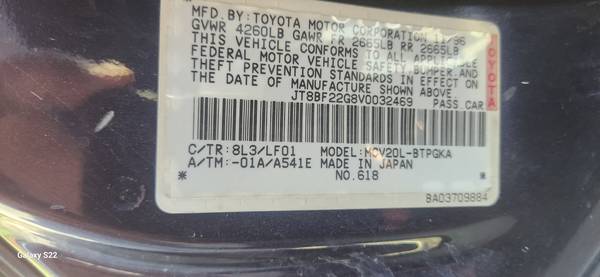 MFD.BY:TOYOTA MOTOR CORPORATION 11/96
GVWR 4260LB GAWR FR 2665LB RR 2665LB
THIS VEHICLE CONFORMS TO ALL APPLICABLE
FEDERAL MOTOR VEHICLE SAFETY,BUMPER,AND
THEFT PREVENTION STANDARDS IN EFFECT ON
THE DATE OF MANUFACTURE SHOWN ABOVE.
JT8BF22G8V0032469 PASS.CAR
TOYOTA
C/TR:8L3/LF01 MODEL:MCV20L-BTPGKA
A/TM:-01A/A541E MADE IN JAPAN
* NO.618 *
BA03709884
Galaxy S22